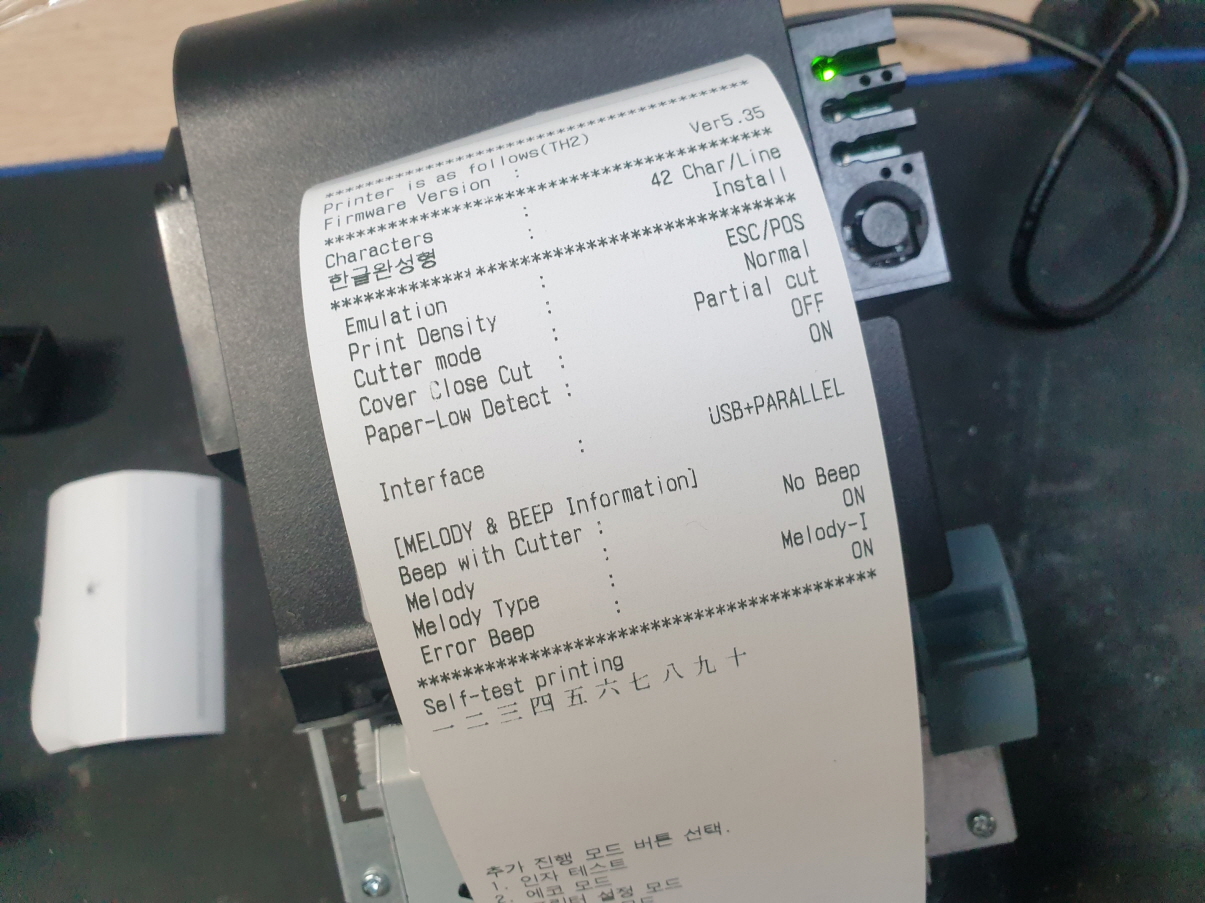 ******************************************
Printer is as follows(TH2)
Firmware Version : Ver5.35
******************************************
Characters : 42 Char/Line
한글완성형 : Install
******************************************
Emulation : ESC/POS
Print Density : Normal
Cutter mode : Partial cut
Cover Close Cut : OFF
Paper-Low Detect : ON
Interface : USB+PARALLEL
[MELODY & BEEP Information]
Beep with Cutter : No Beep
Melody : ON
Melody Type : Melody-I
Error Beep : ON
******************************************
Self-test printing
一 二 三 四 五 六 七 八 九 十
추가 진행 모드 버튼 선택.
1. 인자 테스트
2. 에코 모드
설정 모드